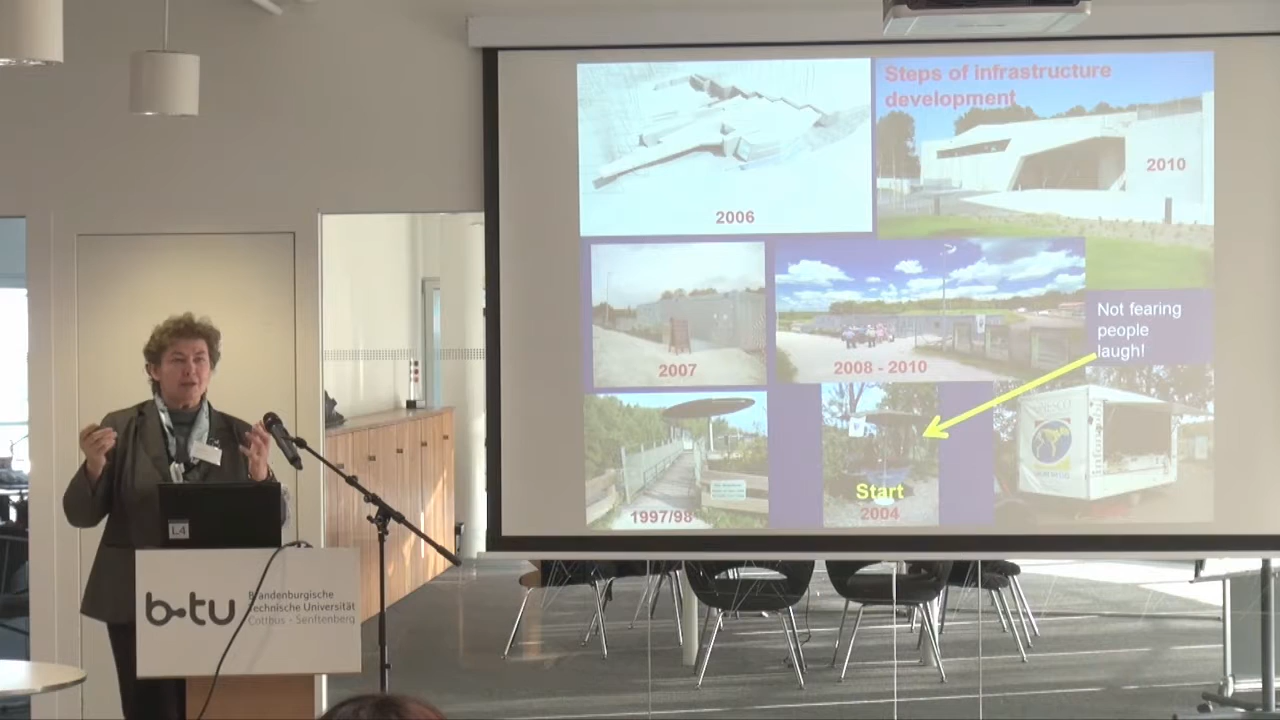 Steps of infrastructure
development
2006
2010
2007
2008 - 2010
Not fearing
people
laugh!
1997/98
Start
2004
L4
b-tu
Brandenburgische
Technische Universität
Cottbus - Senftenberg